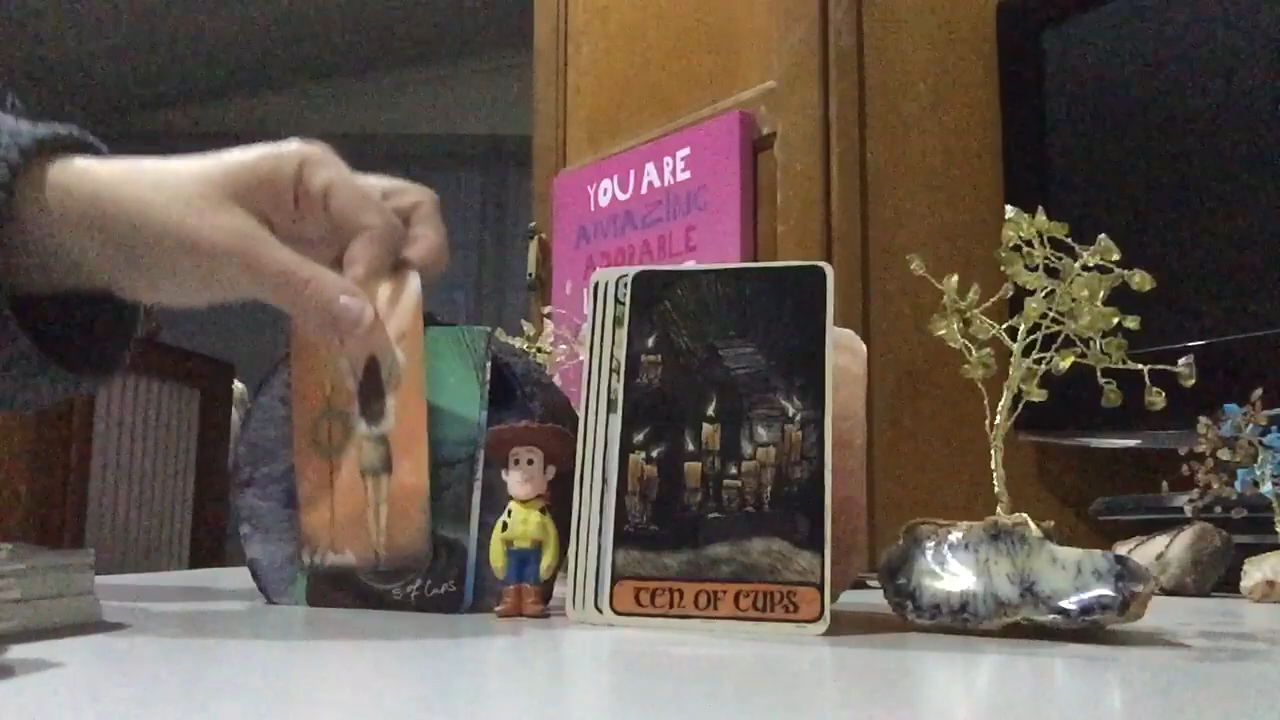 YOU ARE
AMAZING
ADORABLE
5 of Cups
TEN OF CUPS